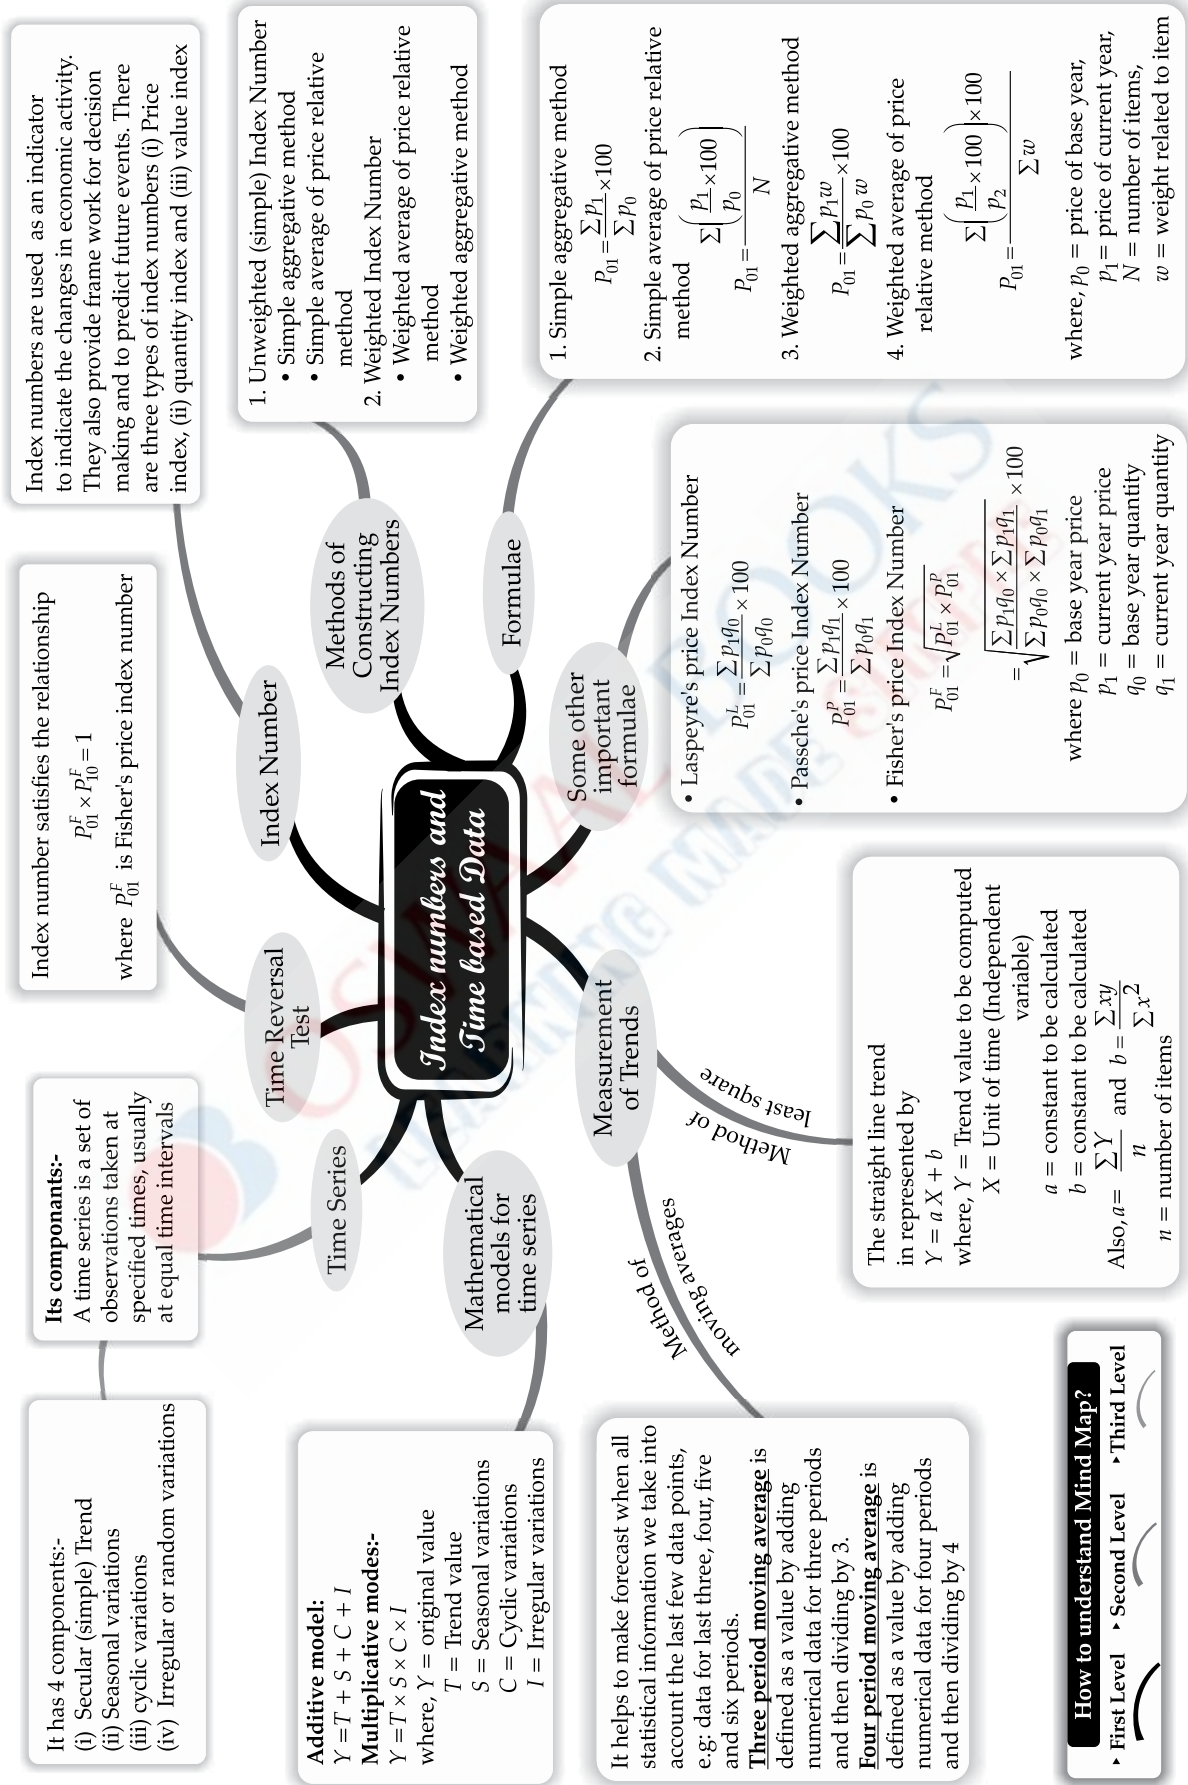 Index numbers and
Time based Data
Index Number
Index numbers are used as an indicator
to indicate the changes in economic activity.
They also provide frame work for decision
making and to predict future events. There
are three types of index numbers (i) Price
index, (ii) quantity index and (iii) value index
Methods of
Constructing
Index Numbers
1. Unweighted (simple) Index Number
• Simple aggregative method
• Simple average of price relative
method
2. Weighted Index Number
• Weighted average of price relative
method
• Weighted aggregative method
Formulae
1. Simple aggregative method
P₀₁ = (Σp₁ / Σp₀) ×100
2. Simple average of price relative
method
P₀₁ = Σ(p₁/p₀ ×100) / N
3. Weighted aggregative method
P₀₁ = (Σp₁w / Σp₀w) ×100
4. Weighted average of price
relative method
P₀₁ = Σ(p₁/p₂ ×100)×100 / Σw
where, p₀ = price of base year,
p₁ = price of current year,
N = number of items,
w = weight related to item
Some other
important
formulae
• Laspeyre's price Index Number
P₀₁ᴸ = (Σp₁q₀ / Σp₀q₀) × 100
• Passche's price Index Number
P₀₁ᴾ = (Σp₁q₁ / Σp₀q₁) × 100
• Fisher's price Index Number
P₀₁ᶠ = √(P₀₁ᴸ × P₀₁ᴾ)
= √((Σp₁q₀ × Σp₁q₁) / (Σp₀q₀ × Σp₀q₁)) × 100
where p₀ = base year price
p₁ = current year price
q₀ = base year quantity
q₁ = current year quantity
Time Reversal
Test
Index number satisfies the relationship
P₀₁ᶠ × P₁₀ᶠ = 1
where P₀₁ᶠ is Fisher's price index number
Time Series
Its componants:-
A time series is a set of
observations taken at
specified times, usually
at equal time intervals
It has 4 components:-
(i) Secular (simple) Trend
(ii) Seasonal variations
(iii) cyclic variations
(iv) Irregular or random variations
Mathematical
models for
time series
Additive model:
Y = T + S + C + I
Multiplicative modes:-
Y = T × S × C × I
where, Y = original value
T = Trend value
S = Seasonal variations
C = Cyclic variations
I = Irregular variations
Measurement
of Trends
Method of
moving averages
It helps to make forecast when all
statistical information we take into
account the last few data points,
e.g: data for last three, four, five
and six periods.
Three period moving average is
defined as a value by adding
numerical data for three periods
and then dividing by 3.
Four period moving average is
defined as a value by adding
numerical data for four periods
and then dividing by 4
Method of
least square
The straight line trend
in represented by
Y = a X + b
where, Y = Trend value to be computed
X = Unit of time (Independent
variable)
a = constant to be calculated
b = constant to be calculated
Also, a = ΣY / n and b = Σxy / Σx²
n = number of items
How to understand Mind Map?
▸ First Level ▸ Second Level ▸ Third Level
OSWAAL BOOKS
LEARNING MADE SIMPLE